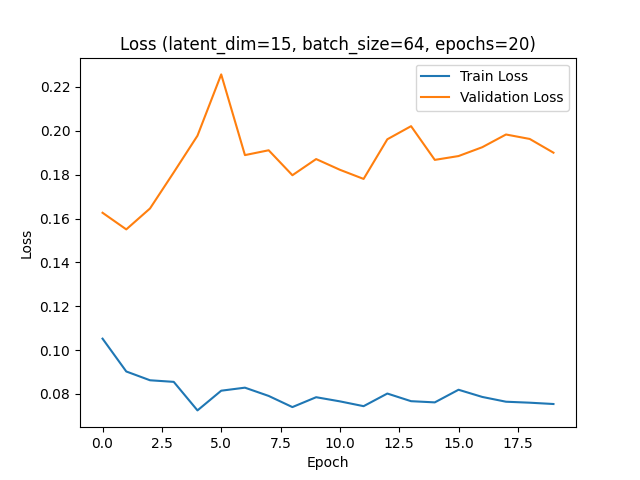 Loss (latent_dim=15, batch_size=64, epochs=20)
Train Loss
Validation Loss
Loss
0.22
0.20
0.18
0.16
0.14
0.12
0.10
0.08
0.0 2.5 5.0 7.5 10.0 12.5 15.0 17.5
Epoch